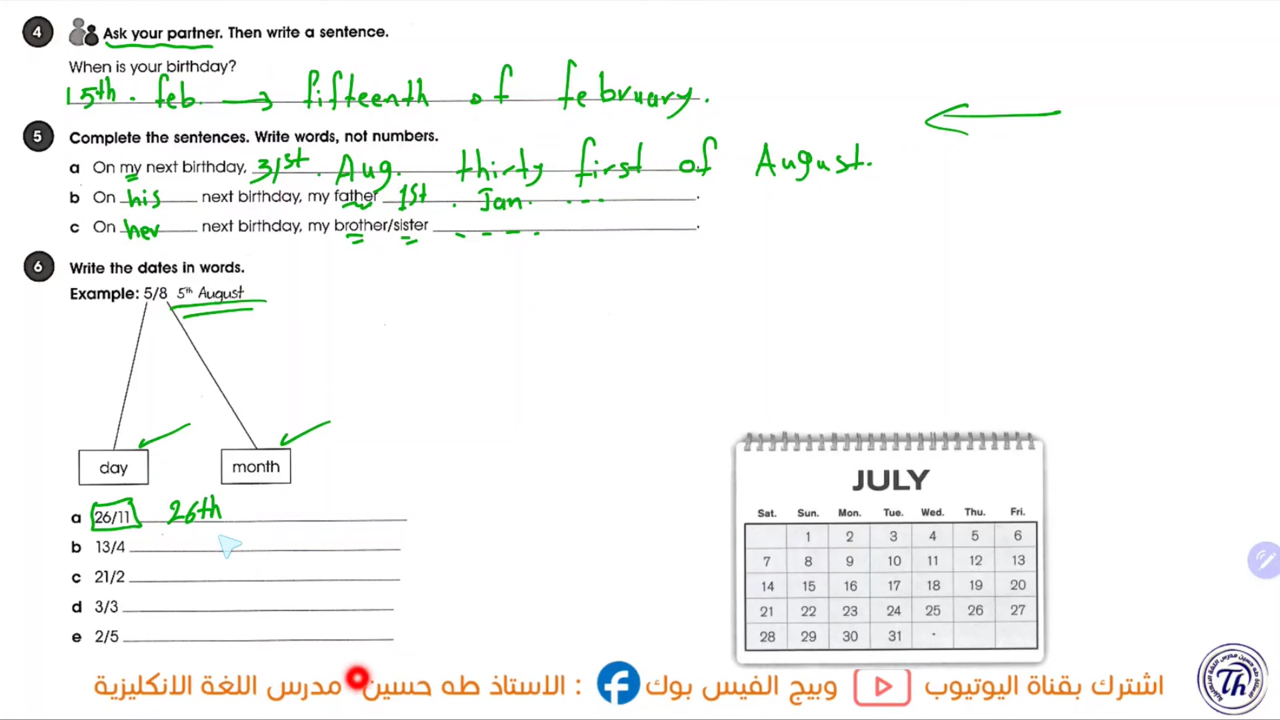 4 Ask your partner. Then write a sentence.
When is your birthday?
15th. feb. → fifteenth of february.
5 Complete the sentences. Write words, not numbers.
a On my next birthday, 31st. Aug. thirty first of August.
b On his next birthday, my father 1st. Jan. ...
c On her next birthday, my brother/sister
6 Write the dates in words.
Example: 5/8 5th August
day month
a 26/11 26th
b 13/4
c 21/2
d 3/3
e 2/5
JULY
Sat. Sun. Mon. Tue. Wed. Thu. Fri.
1 2 3 4 5 6
7 8 9 10 11 12 13
14 15 16 17 18 19 20
21 22 23 24 25 26 27
28 29 30 31
اشترك بقناة اليوتيوب وبيج الفيس بوك : الاستاذ طه حسين مدرس اللغة الانكليزية
Th